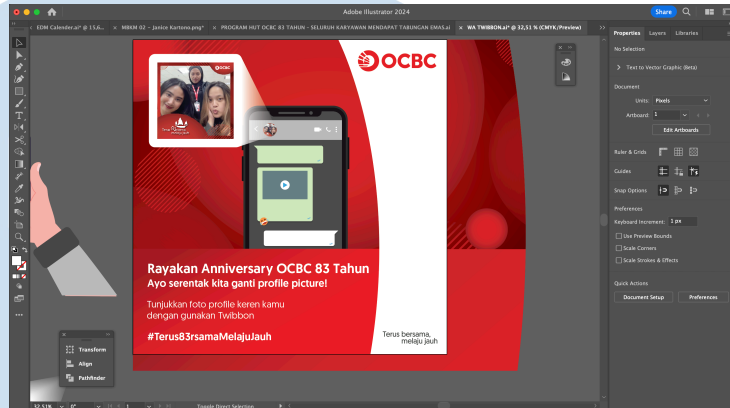 Adobe Illustrator 2024
Share
EDM Calender.ai* @ 15,6...
× MBKM 02 – Janice Kartono.png*
× PROGRAM HUT OCBC 83 TAHUN - SELURUH KARYAWAN MENDAPAT TABUNGAN EMAS.ai
× WA TWIBBON.ai* @ 32,51 % (CMYK/Preview)
Properties
Layers
Libraries
No Selection
Text to Vector Graphic (Beta)
Document
Units:
Pixels
Artboard:
1
Edit Artboards
Ruler & Grids
Guides
Snap Options
Preferences
Keyboard Increment:
1 px
Use Preview Bounds
Scale Corners
Scale Strokes & Effects
Quick Actions
Document Setup
Preferences
OCBC
Rayakan Anniversary OCBC 83 Tahun
Ayo serentak kita ganti profile picture!
Tunjukkan foto profile keren kamu
dengan gunakan Twibbon
#Terus83rsamaMelajuJauh
Terus bersama,
melaju jauh
Transform
Align
Pathfinder
32,51%
0°
1
Toggle Direct Selection